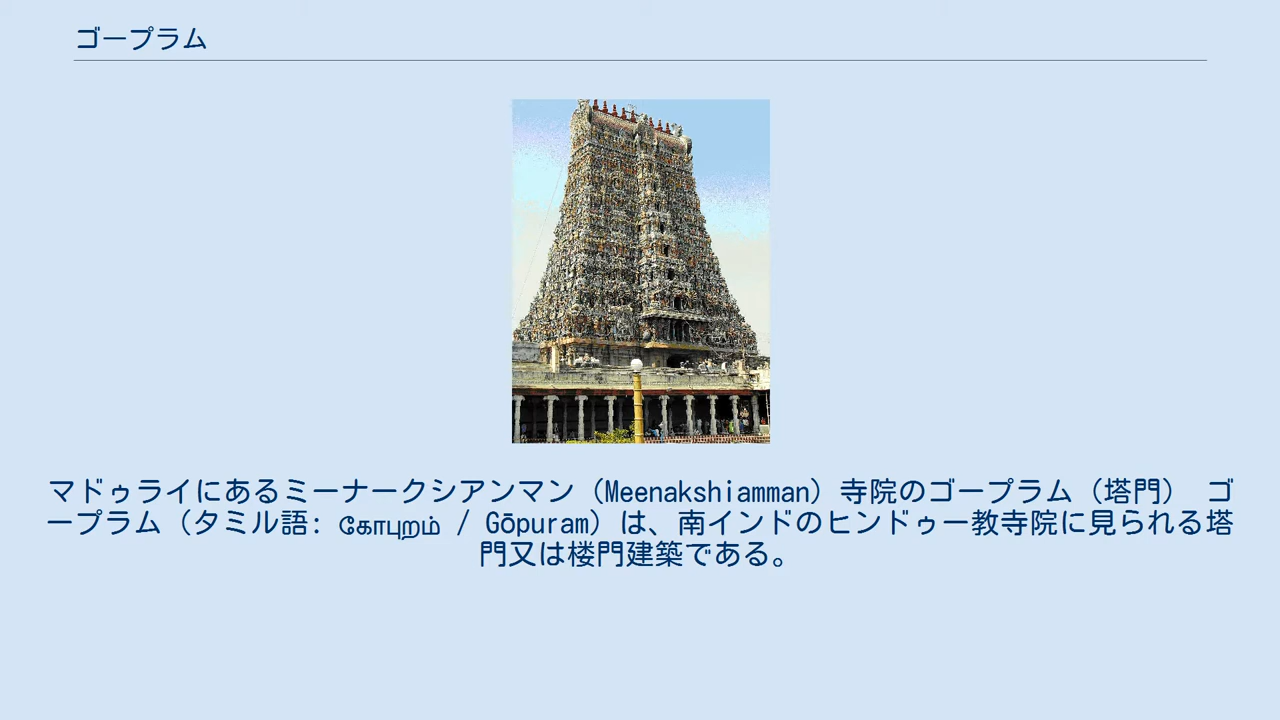 ゴープラム
マドゥライにあるミーナークシアンマン（Meenakshiamman）寺院のゴープラム（塔門）　ゴ
ープラム（タミル語: கோபுறம் / Gōpuram）は、南インドのヒンドゥー教寺院に見られる塔
門又は楼門建築である。